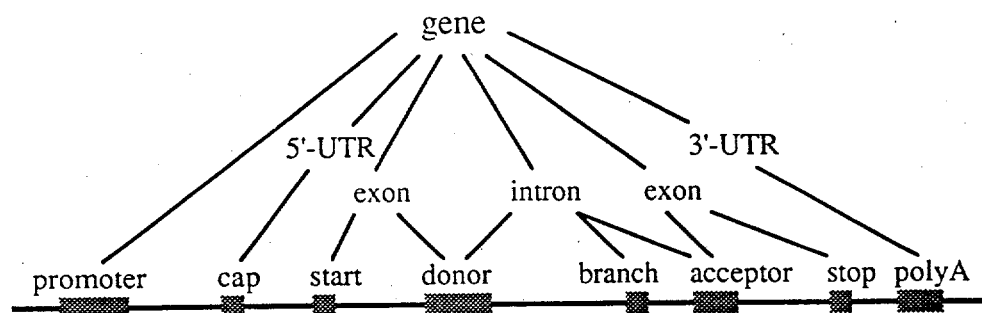 gene
5'-UTR 3'-UTR
exon intron exon
promoter cap start donor branch acceptor stop polyA